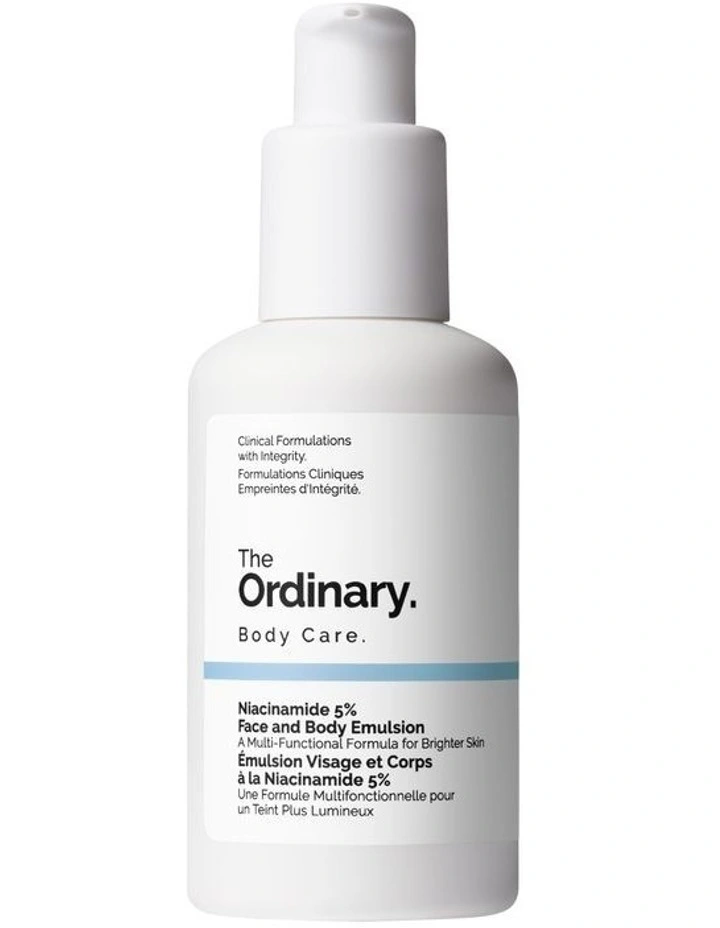 Clinical Formulations
with Integrity.
Formulations Cliniques
Empreintes d'Intégrité.
The
Ordinary.
Body Care.
Niacinamide 5%
Face and Body Emulsion
A Multi-Functional Formula for Brighter Skin
Émulsion Visage et Corps
à la Niacinamide 5%
Une Formule Multifonctionnelle pour
un Teint Plus Lumineux